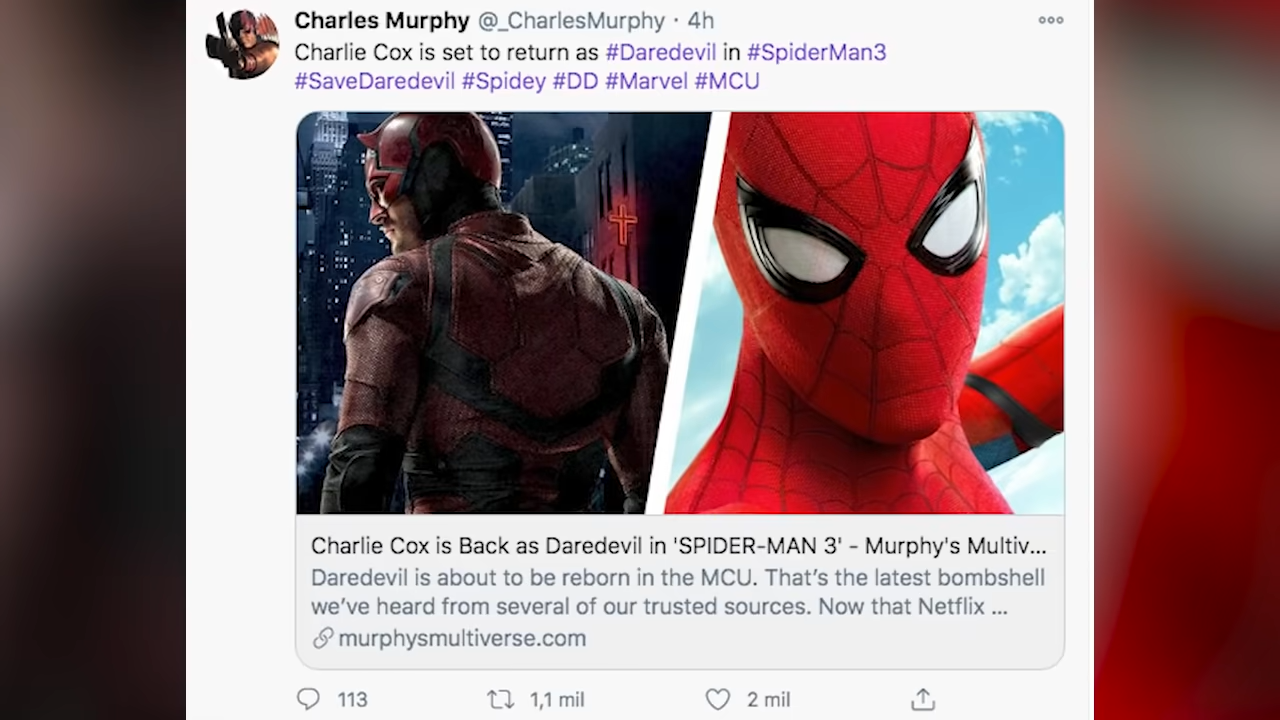 Charles Murphy @_CharlesMurphy · 4h
Charlie Cox is set to return as #Daredevil in #SpiderMan3
#SaveDaredevil #Spidey #DD #Marvel #MCU
Charlie Cox is Back as Daredevil in 'SPIDER-MAN 3' - Murphy's Multiv...
Daredevil is about to be reborn in the MCU. That’s the latest bombshell
we’ve heard from several of our trusted sources. Now that Netflix ...
murphysmultiverse.com
113 1,1 mil 2 mil